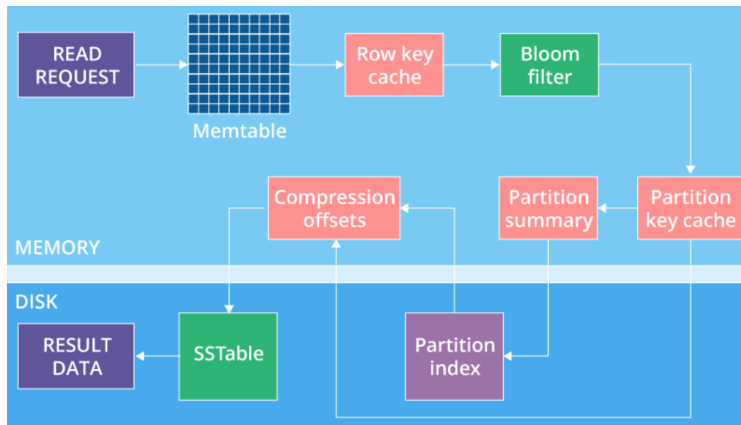 READ
REQUEST
Memtable
Row key
cache
Bloom
filter
Compression
offsets
Partition
summary
Partition
key cache
MEMORY
DISK
RESULT
DATA
SSTable
Partition
index